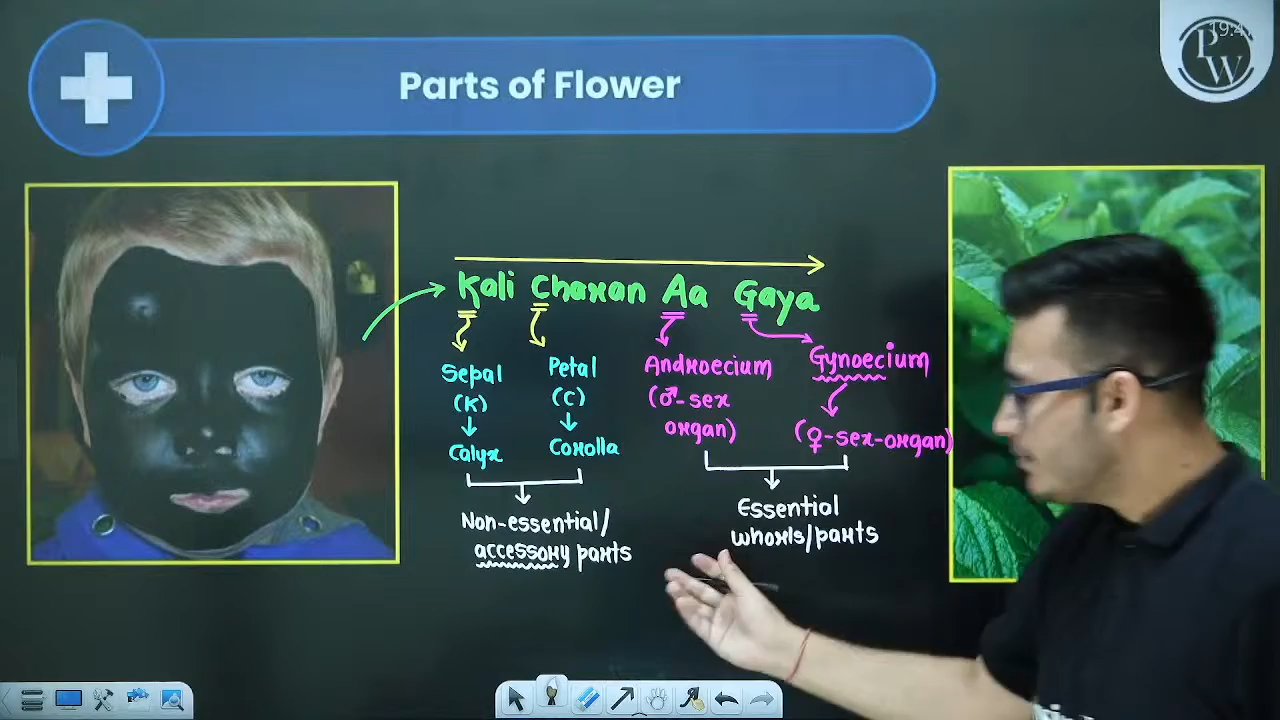 Parts of Flower
PW
Kali Charan Aa Gaya
Sepal
(K)
Calyx
Petal
(C)
Corolla
Androecium
(♂-sex
organ)
Gynoecium
(♀-sex-organ)
Non-essential/
accessory parts
Essential
whorls/parts